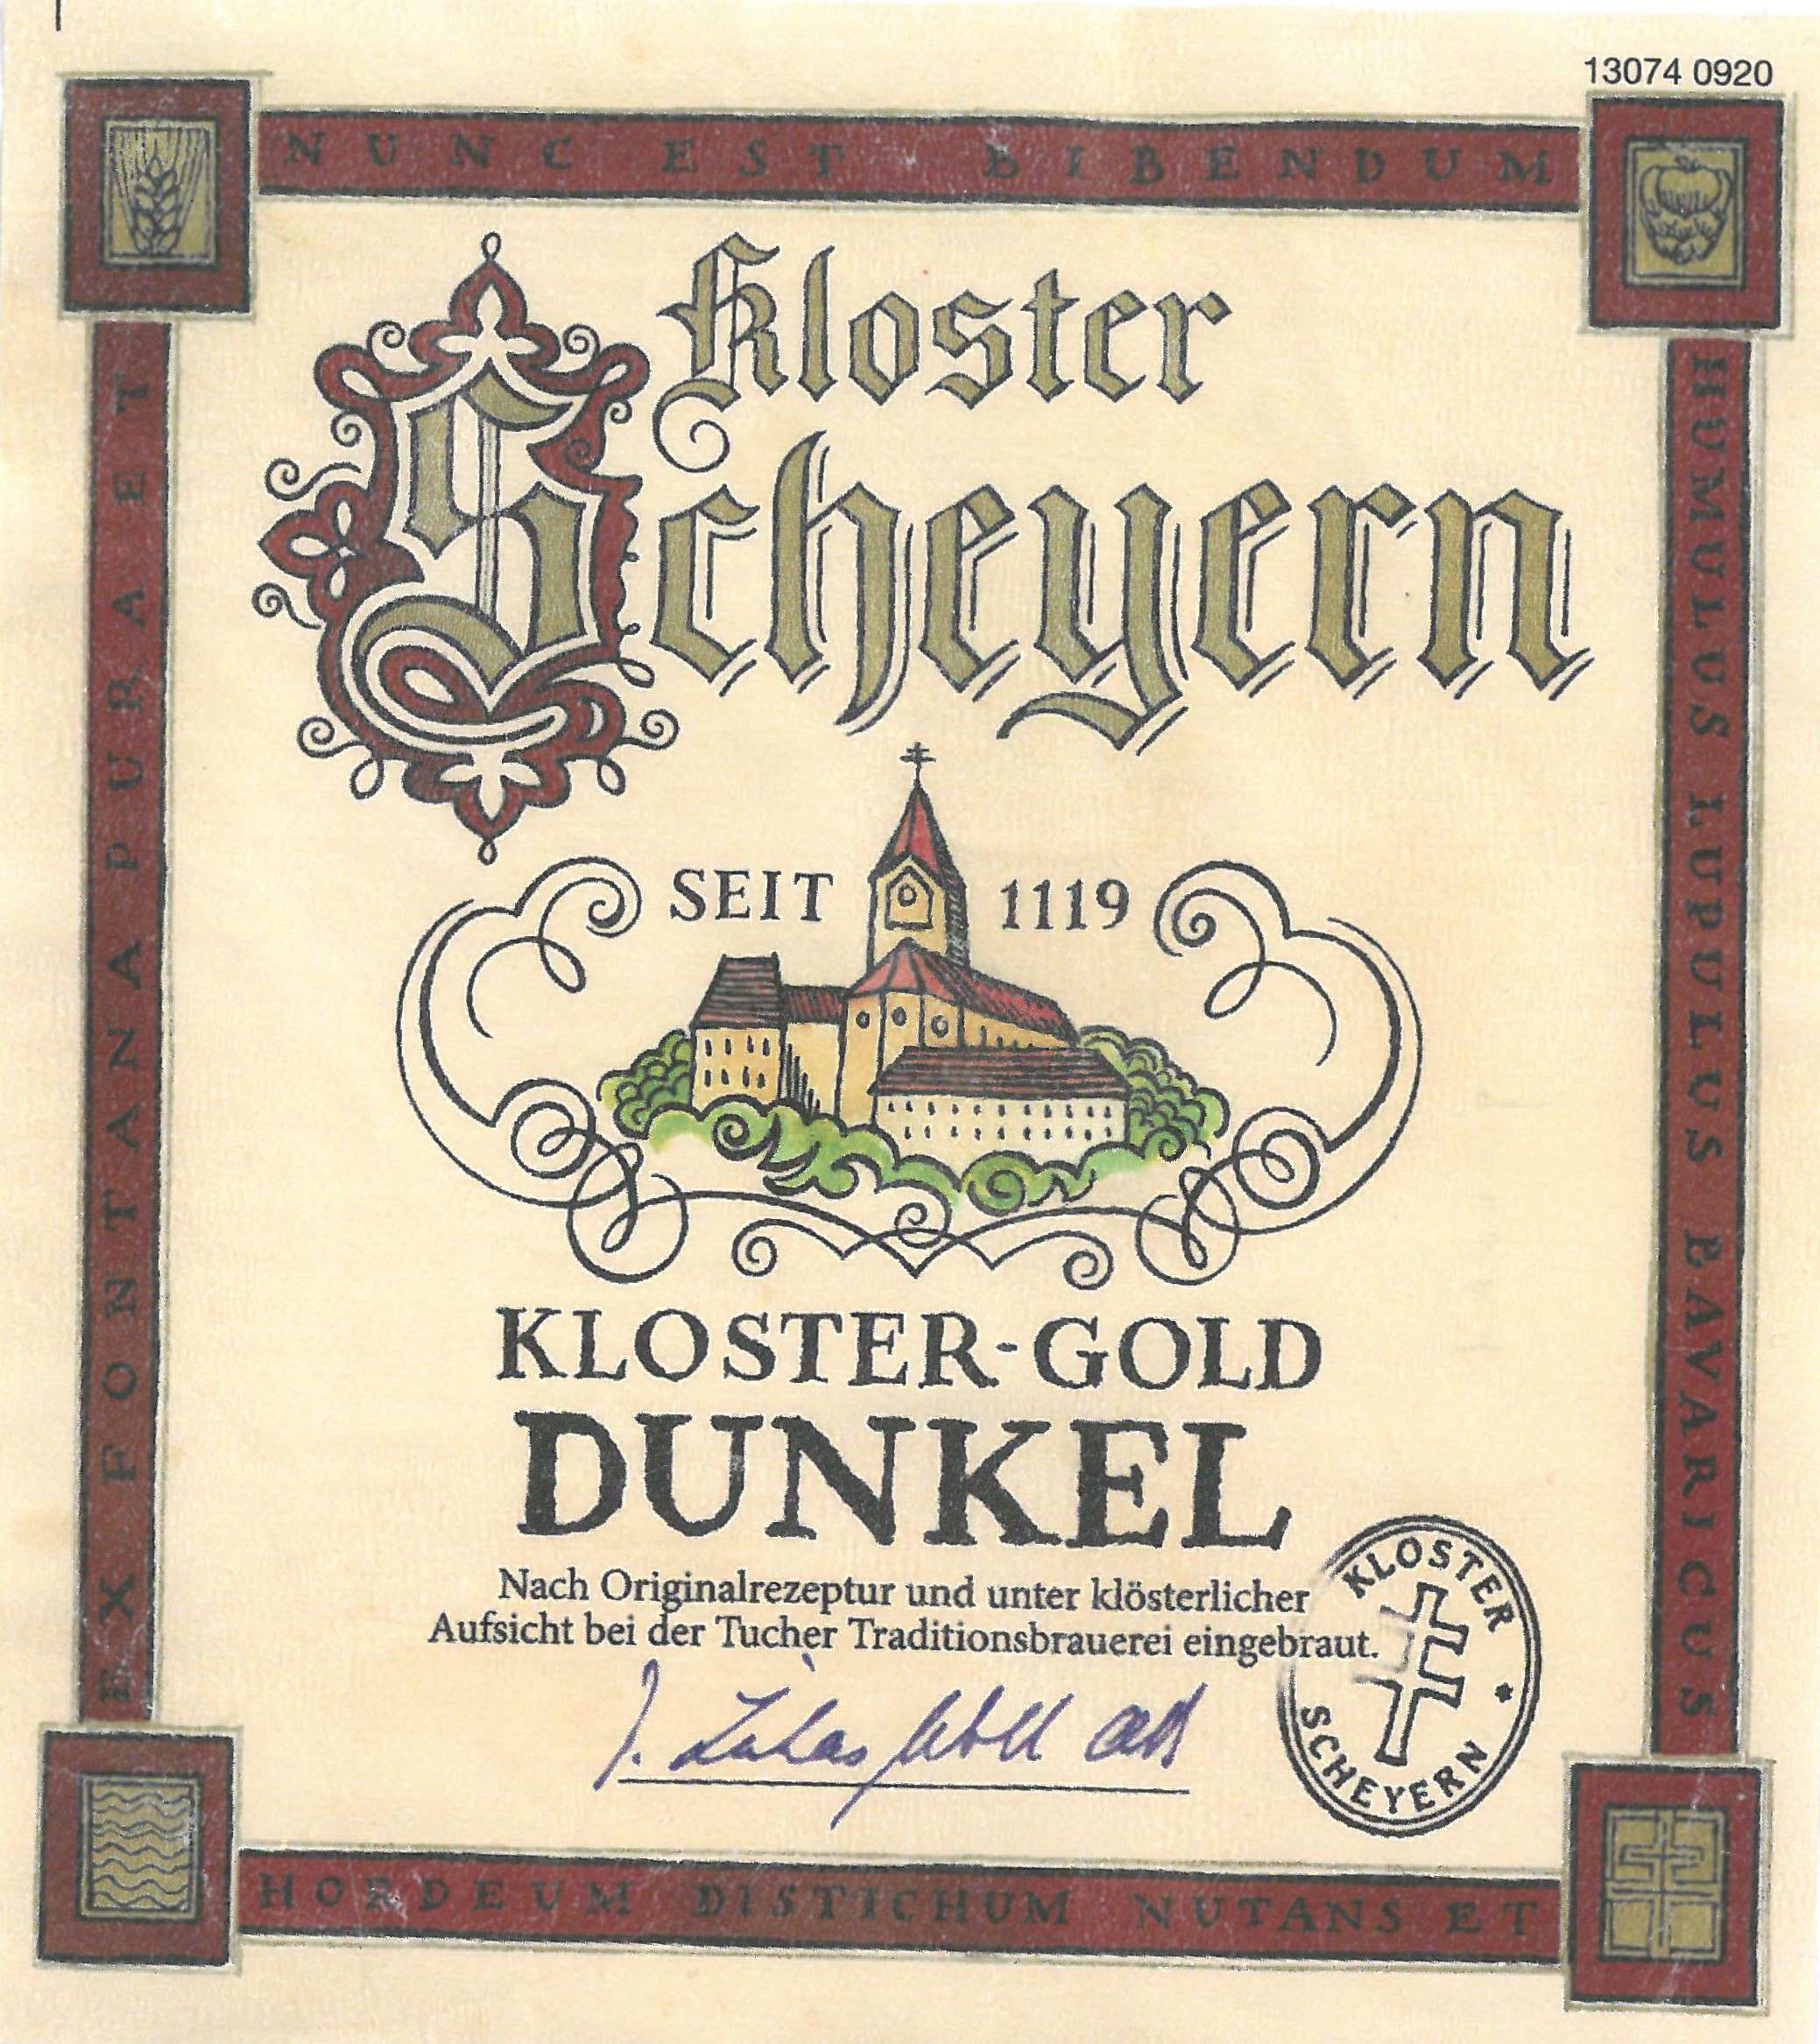 13074 0920
NUNC EST BIBENDUM
EX FONTANA PURA ET
HUMULUS LUPULUS BAVARICUS
Kloster
Scheyern
SEIT 1119
KLOSTER-GOLD
DUNKEL
Nach Originalrezeptur und unter klösterlicher
Aufsicht bei der Tucher Traditionsbrauerei eingebraut.
KLOSTER
SCHEYERN *
HORDEUM DISTICHUM NUTANS ET